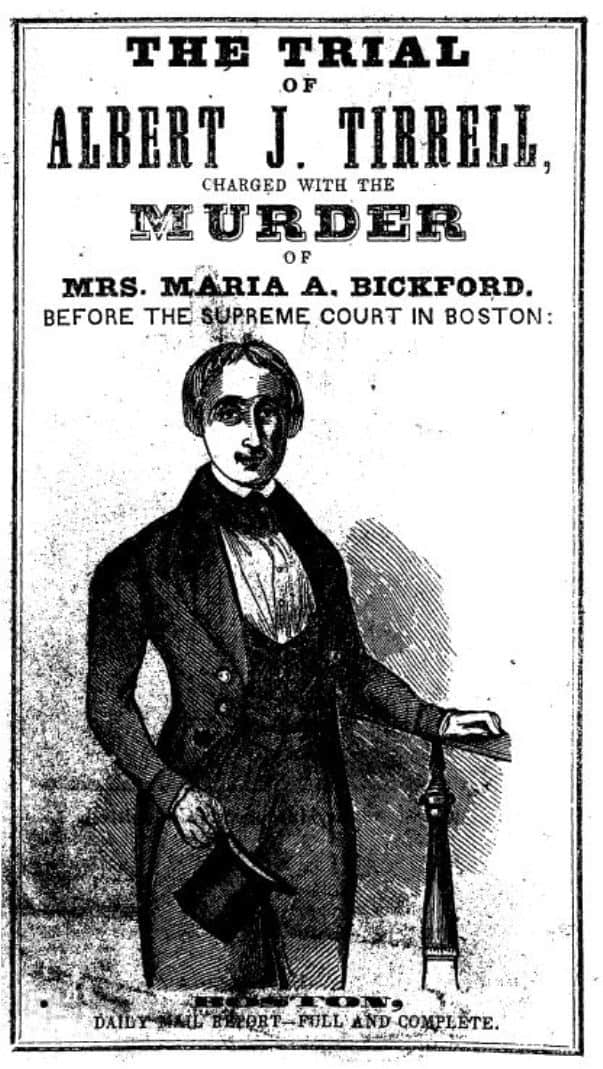 THE TRIAL
OF
ALBERT J. TIRRELL,
CHARGED WITH THE
MURDER
OF
MRS. MARIA A. BICKFORD.
BEFORE THE SUPREME COURT IN BOSTON:
BOSTON,
DAILY MAIL REPORT—FULL AND COMPLETE.